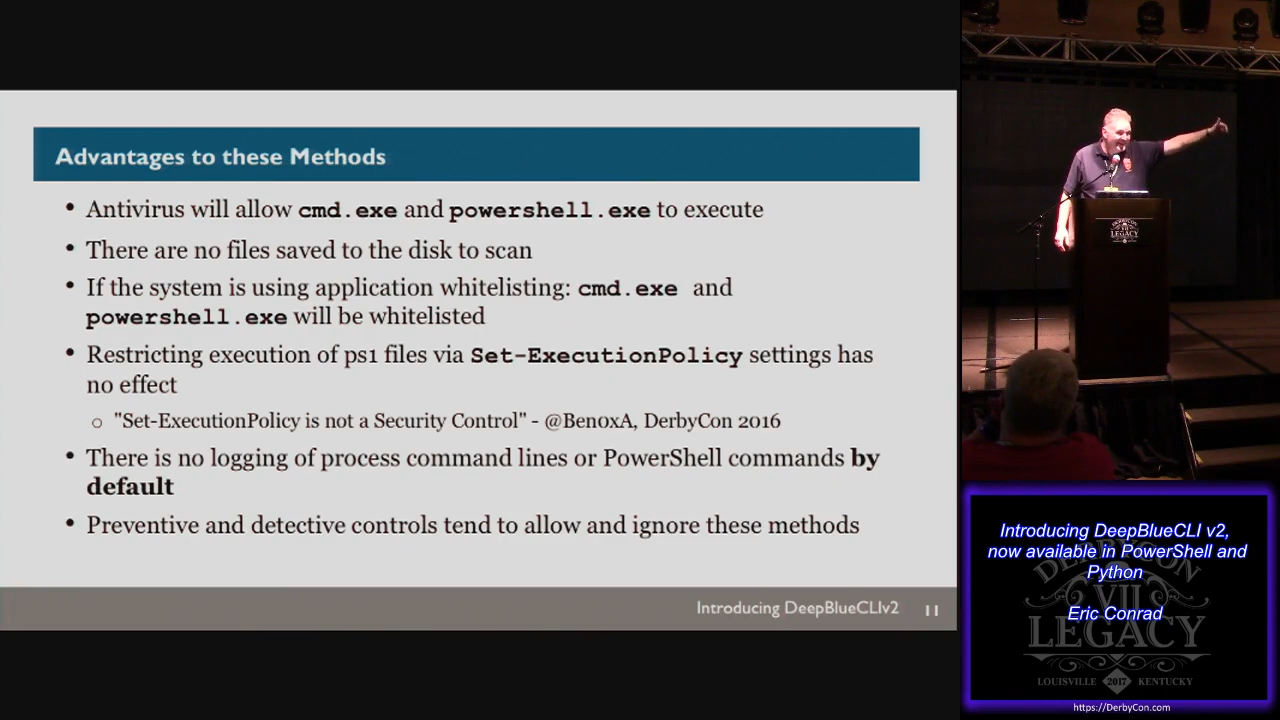 Advantages to these Methods
• Antivirus will allow cmd.exe and powershell.exe to execute
• There are no files saved to the disk to scan
• If the system is using application whitelisting: cmd.exe and
powershell.exe will be whitelisted
• Restricting execution of ps1 files via Set-ExecutionPolicy settings has
no effect
o "Set-ExecutionPolicy is not a Security Control" - @BenoxA, DerbyCon 2016
• There is no logging of process command lines or PowerShell commands by
default
• Preventive and detective controls tend to allow and ignore these methods
Introducing DeepBlueCLIv2 11
DERBYCON
VII
LEGACY
Introducing DeepBlueCLI v2,
now available in PowerShell and
Python
Eric Conrad
DERBYCON
VII
LEGACY
LOUISVILLE 2017 KENTUCKY
https://DerbyCon.com